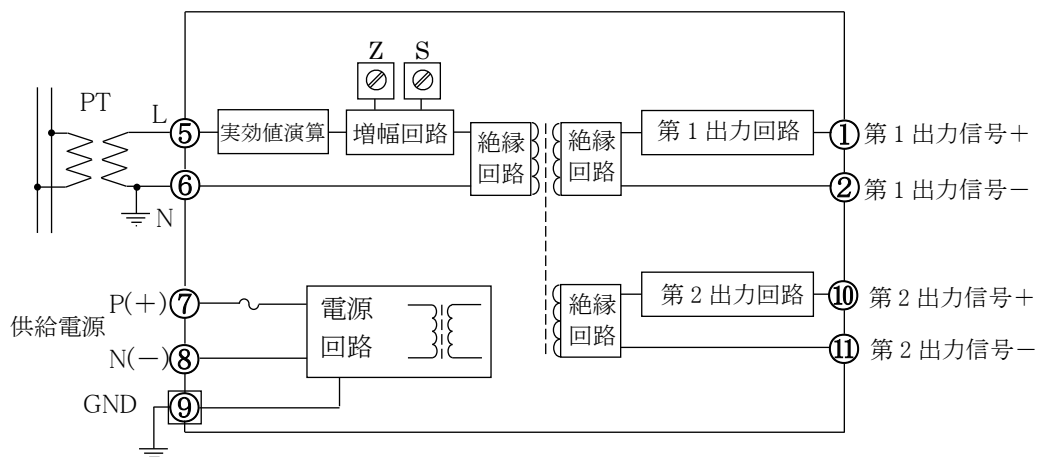 Z
S
PT
L
⑤
実効値演算
増幅回路
絶縁
回路
絶縁
回路
第1出力回路
①
第1出力信号+
⑥
N
②
第1出力信号−
供給電源
P(+)
⑦
N(−)
⑧
電源
回路
絶縁
回路
第2出力回路
⑩
第2出力信号+
⑪
第2出力信号−
GND
⑨